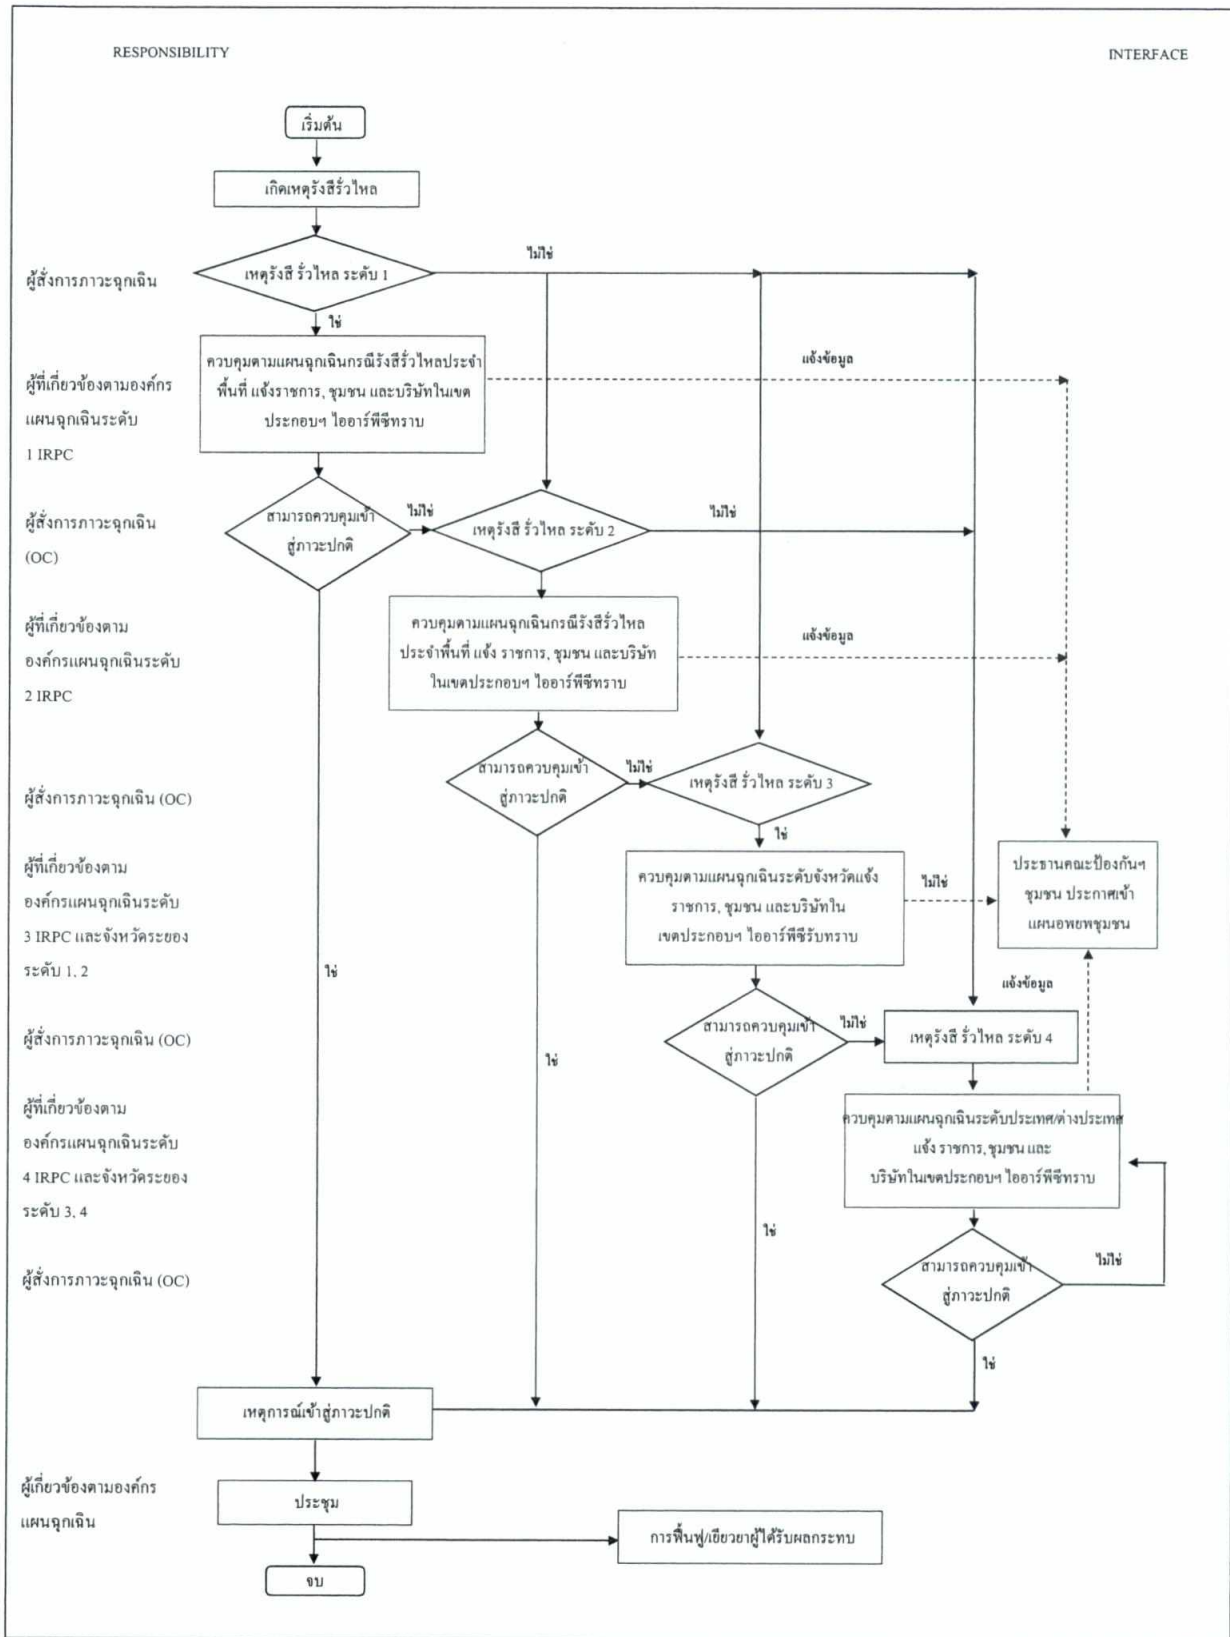 RESPONSIBILITY
INTERFACE
เริ่มต้น
เกิดเหตุรังสีรั่วไหล
ผู้สั่งการภาวะฉุกเฉิน
เหตุรังสี รั่วไหล ระดับ 1
ไม่ใช่
ใช่
ผู้ที่เกี่ยวข้องตามองค์กร
แผนฉุกเฉินระดับ
1 IRPC
ควบคุมตามแผนฉุกเฉินกรณีรังสีรั่วไหลประจำ
พื้นที่ แจ้งราชการ, ชุมชน และบริษัทในเขต
ประกอบฯ ไออาร์พีซีทราบ
แจ้งข้อมูล
ผู้สั่งการภาวะฉุกเฉิน
(OC)
สามารถควบคุมเข้า
สู่ภาวะปกติ
ไม่ใช่
เหตุรังสี รั่วไหล ระดับ 2
ไม่ใช่
ผู้ที่เกี่ยวข้องตาม
องค์กรแผนฉุกเฉินระดับ
2 IRPC
ควบคุมตามแผนฉุกเฉินกรณีรังสีรั่วไหล
ประจำพื้นที่ แจ้ง ราชการ, ชุมชน และบริษัท
ในเขตประกอบฯ ไออาร์พีซีทราบ
แจ้งข้อมูล
ผู้สั่งการภาวะฉุกเฉิน (OC)
สามารถควบคุมเข้า
สู่ภาวะปกติ
ไม่ใช่
เหตุรังสี รั่วไหล ระดับ 3
ใช่
ผู้ที่เกี่ยวข้องตาม
องค์กรแผนฉุกเฉินระดับ
3 IRPC และจังหวัดระยอง
ระดับ 1, 2
ควบคุมตามแผนฉุกเฉินระดับจังหวัดแจ้ง
ราชการ, ชุมชน และบริษัทใน
เขตประกอบฯ ไออาร์พีซีรับทราบ
ไม่ใช่
ประธานคณะป้องกันฯ
ชุมชน ประกาศเข้า
แผนอพยพชุมชน
ใช่
แจ้งข้อมูล
ผู้สั่งการภาวะฉุกเฉิน (OC)
สามารถควบคุมเข้า
สู่ภาวะปกติ
ไม่ใช่
เหตุรังสี รั่วไหล ระดับ 4
ใช่
ผู้ที่เกี่ยวข้องตาม
องค์กรแผนฉุกเฉินระดับ
4 IRPC และจังหวัดระยอง
ระดับ 3, 4
ควบคุมตามแผนฉุกเฉินระดับประเทศ/ต่างประเทศ
แจ้ง ราชการ, ชุมชน และ
บริษัทในเขตประกอบฯ ไออาร์พีซีทราบ
ใช่
ผู้สั่งการภาวะฉุกเฉิน (OC)
สามารถควบคุมเข้า
สู่ภาวะปกติ
ไม่ใช่
ใช่
เหตุการณ์เข้าสู่ภาวะปกติ
ผู้เกี่ยวข้องตามองค์กร
แผนฉุกเฉิน
ประชุม
การฟื้นฟู/เยียวยาผู้ได้รับผลกระทบ
จบ